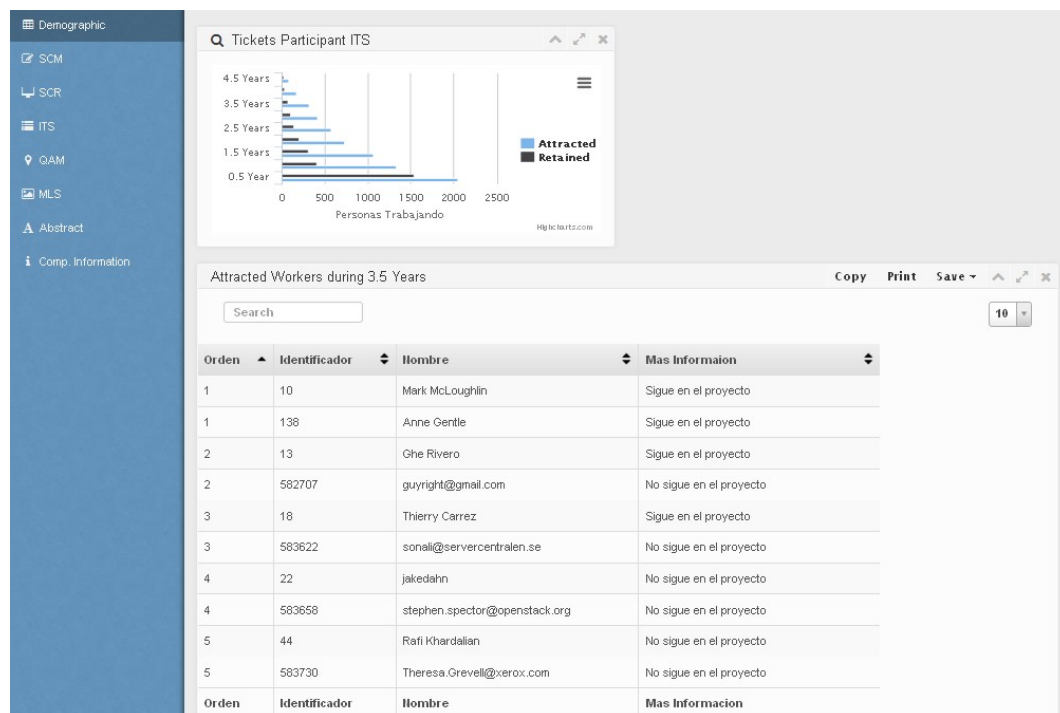 Demographic
SCM
SCR
ITS
QAM
MLS
Abstract
Comp. Information
Tickets Participant ITS
4.5 Years
3.5 Years
2.5 Years
1.5 Years
0.5 Year
0 500 1000 1500 2000 2500
Personas Trabajando
Attracted
Retained
Highcharts.com
Attracted Workers during 3.5 Years
Copy Print Save
Search
10
Orden Identificador Nombre Mas Informaion
1 10 Mark McLoughlin Sigue en el proyecto
1 138 Anne Gentle Sigue en el proyecto
2 13 Ghe Rivero Sigue en el proyecto
2 582707 guyright@gmail.com No sigue en el proyecto
3 18 Thierry Carrez Sigue en el proyecto
3 583622 sonali@servercentralen.se No sigue en el proyecto
4 22 jakedahn No sigue en el proyecto
4 583658 stephen.spector@openstack.org No sigue en el proyecto
5 44 Rafi Khardalian No sigue en el proyecto
5 583730 Theresa.Grevell@xerox.com No sigue en el proyecto
Orden Identificador Nombre Mas Informacion